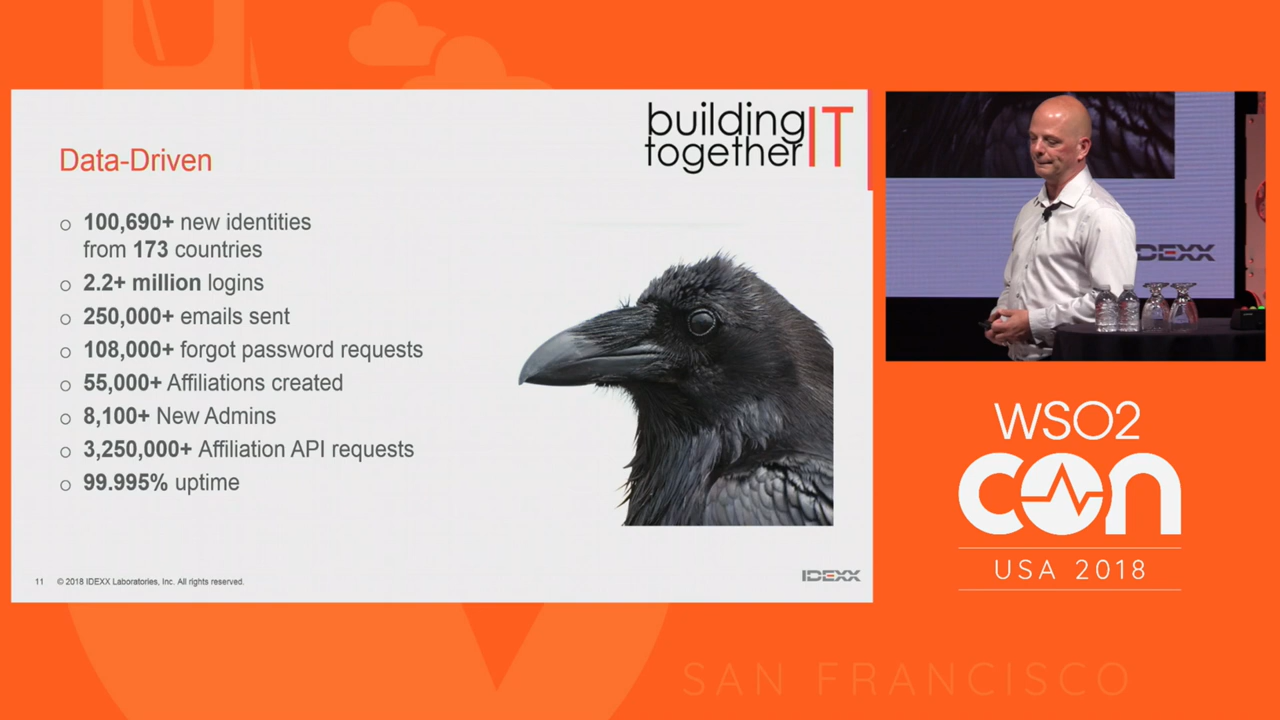 building
together IT
Data-Driven
o 100,690+ new identities
from 173 countries
o 2.2+ million logins
o 250,000+ emails sent
o 108,000+ forgot password requests
o 55,000+ Affiliations created
o 8,100+ New Admins
o 3,250,000+ Affiliation API requests
o 99.995% uptime
11 © 2018 IDEXX Laboratories, Inc. All rights reserved.
IDEXX
IDEXX
WSO2
con
USA 2018
SAN FRANCISCO